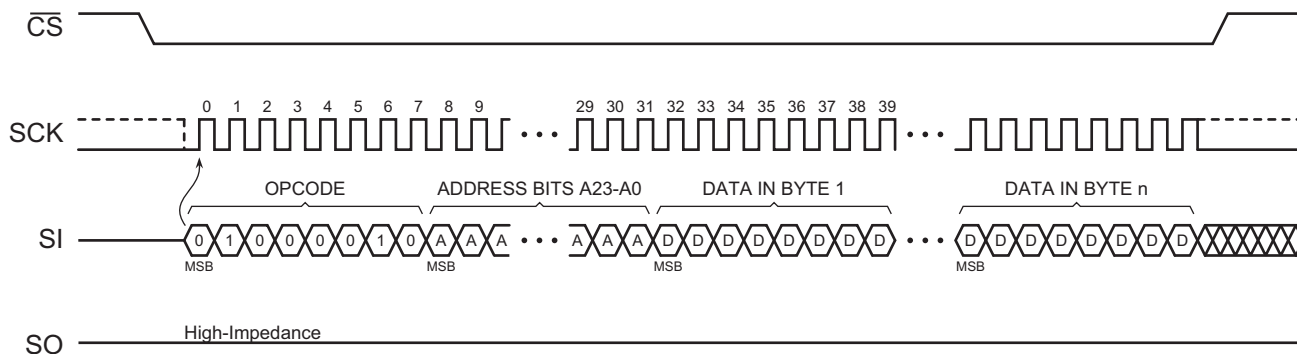 CS
0 1 2 3 4 5 6 7 8 9 29 30 31 32 33 34 35 36 37 38 39
SCK
OPCODE ADDRESS BITS A23-A0 DATA IN BYTE 1 DATA IN BYTE n
SI 0 1 0 0 0 0 1 0 A A A A A A D D D D D D D D D D D D D D D D
MSB MSB MSB MSB
High-Impedance
SO